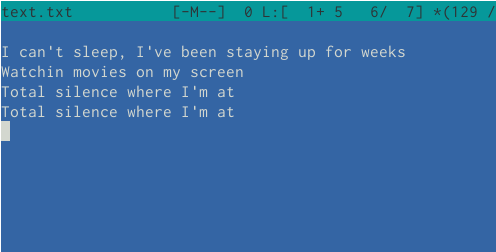 text.txt [-M--] 0 L:[ 1+ 5 6/ 7] *(129 /
I can't sleep, I've been staying up for weeks
Watchin movies on my screen
Total silence where I'm at
Total silence where I'm at